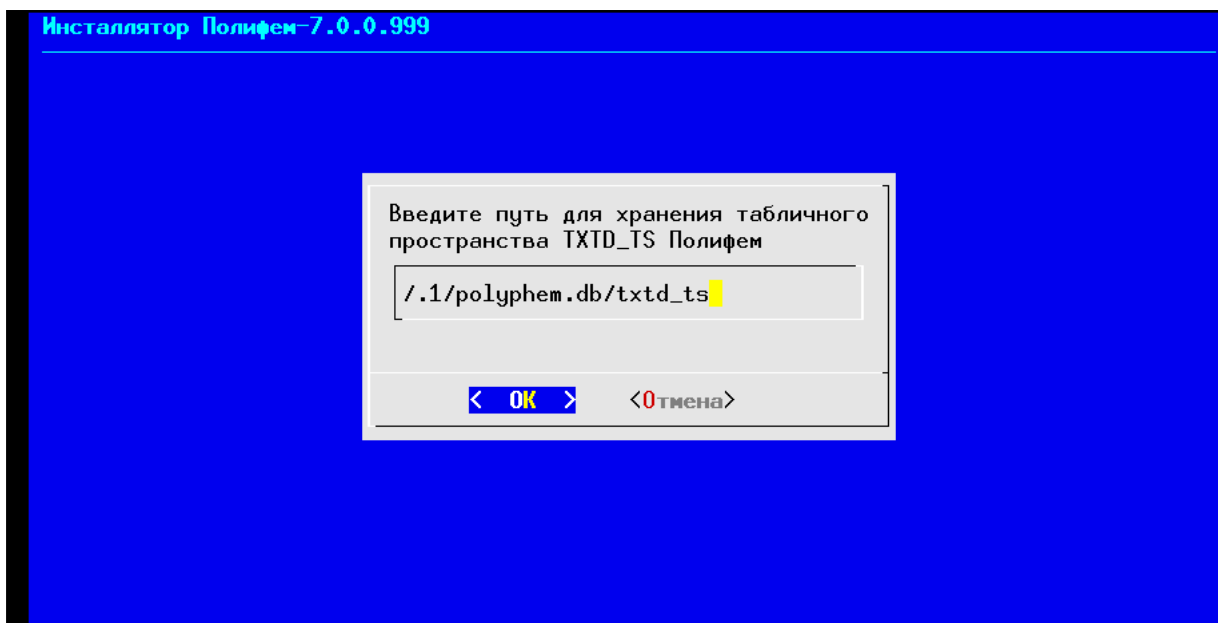 Инсталлятор Полифем-7.0.0.999
Введите путь для хранения табличного
пространства TXTD_TS Полифем
/.1/polyphem.db/txtd_ts
< OK > <Отмена>